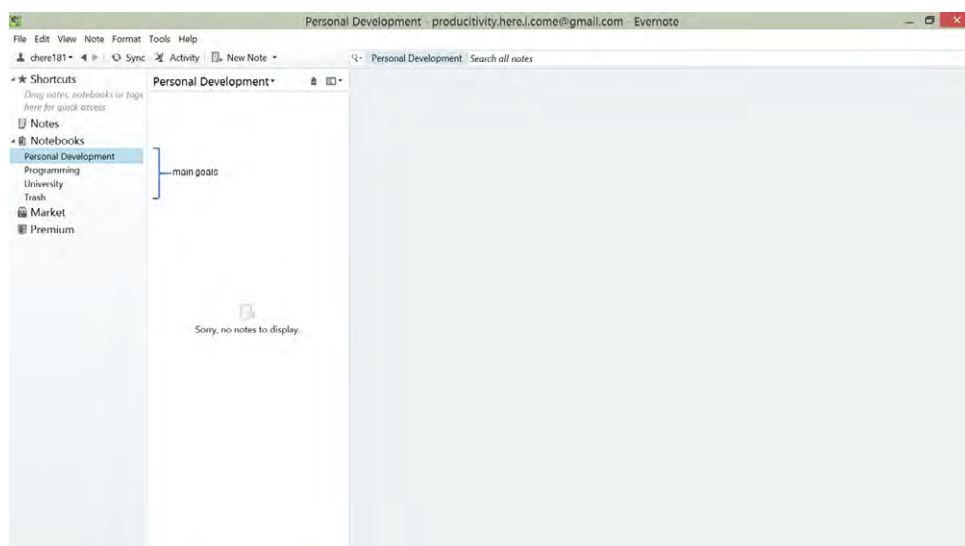 Personal Development - producitivity.here.i.come@gmail.com - Evernote
File Edit View Note Format Tools Help
chere181 Sync Activity New Note Personal Development Search all notes
Shortcuts
Drag notes, notebooks or tags
here for quick access
Personal Development
Notes
Notebooks
Personal Development
Programming
University
Trash
Market
Premium
main goals
Sorry, no notes to display.